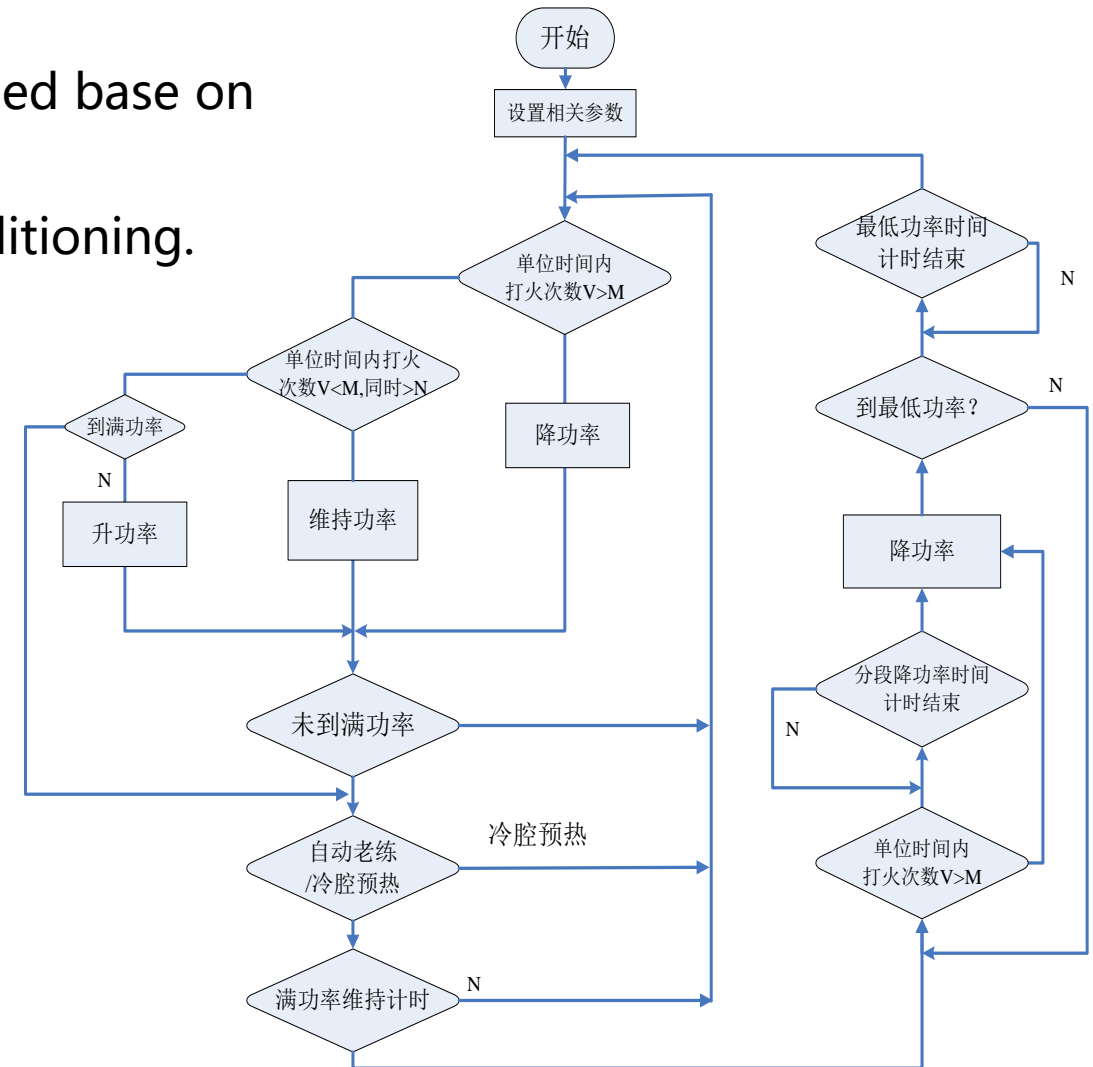 ed base on
ditioning.
开始
设置相关参数
单位时间内
打火次数V>M
单位时间内打火
次数V<M,同时>N
到满功率
N
升功率
维持功率
降功率
未到满功率
自动老练
/冷腔预热
冷腔预热
满功率维持计时
N
最低功率时间
计时结束
N
到最低功率？
N
降功率
分段降功率时间
计时结束
N
单位时间内
打火次数V>M